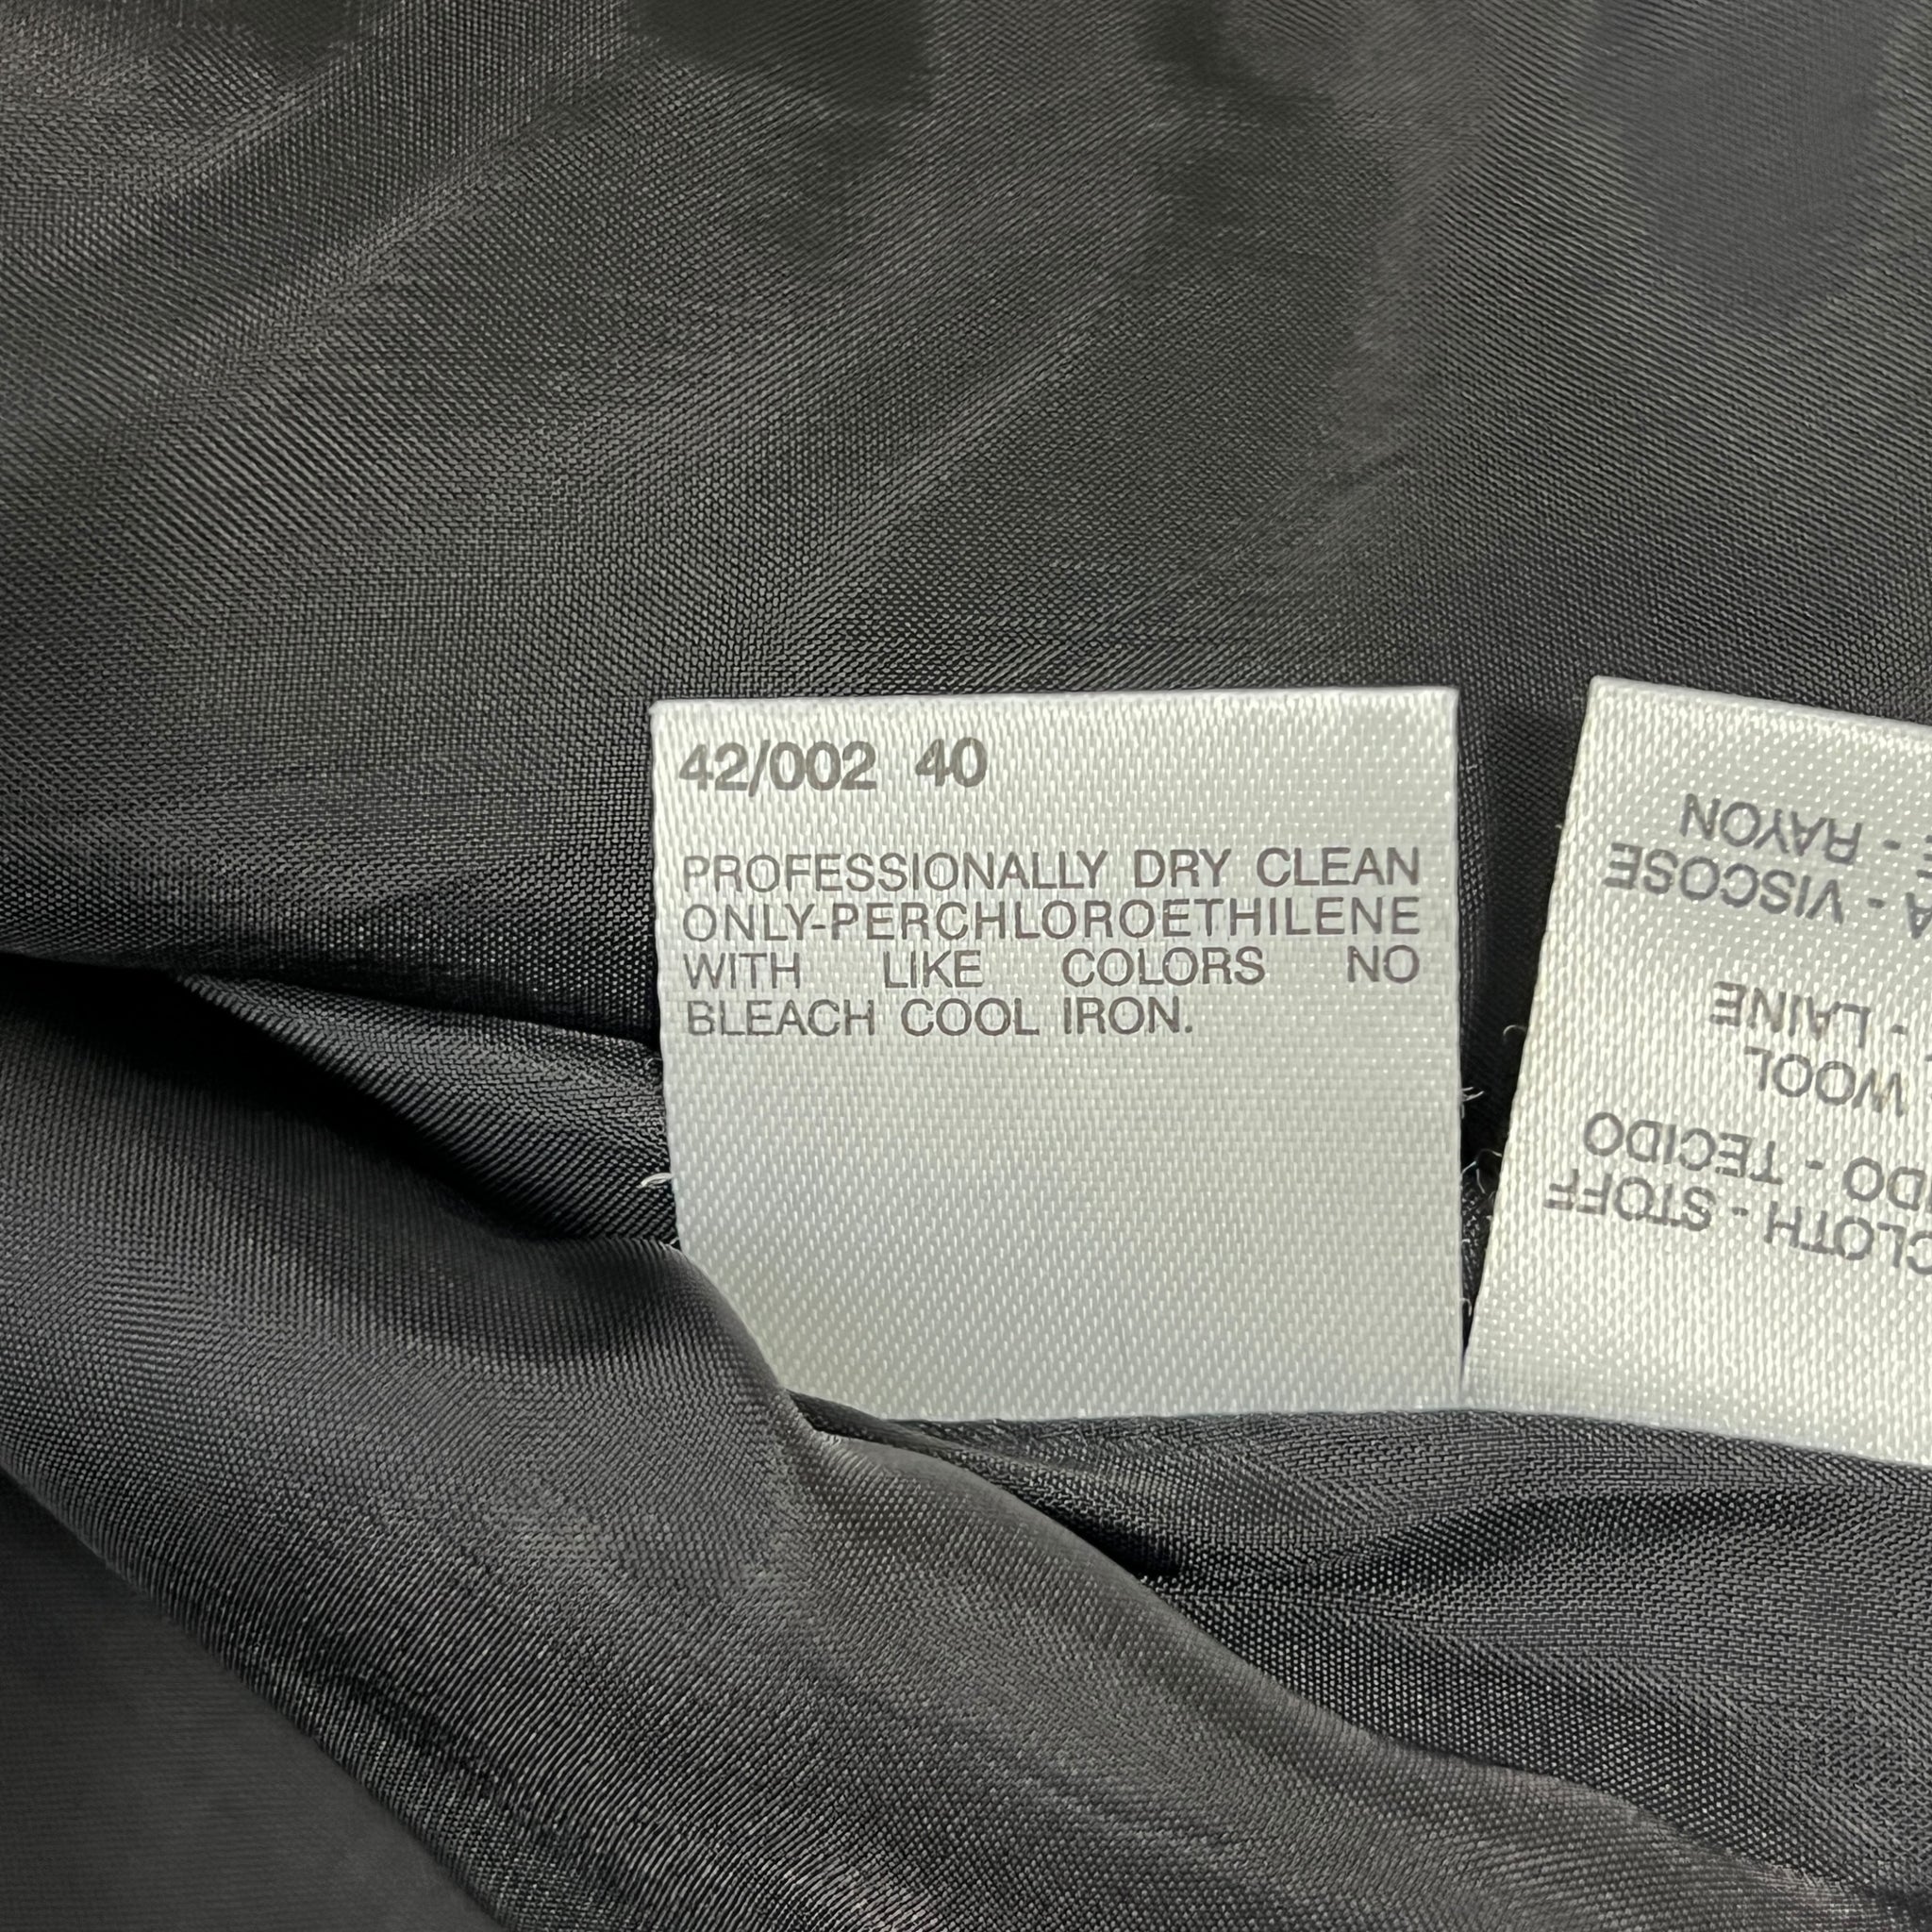 42/002 40
PROFESSIONALLY DRY CLEAN
ONLY-PERCHLOROETHILENE
WITH LIKE COLORS NO
BLEACH COOL IRON.
CLOTH - STOFF
- TECIDO
WOOL
- LAINE
- VISCOSE
- RAYON